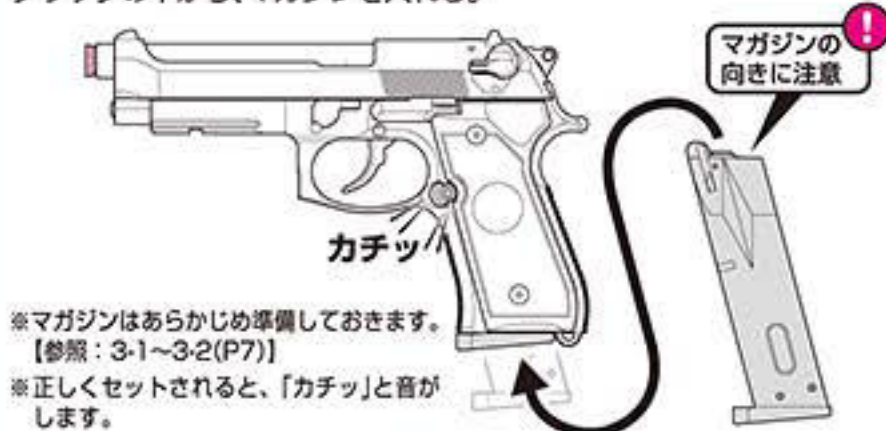 マガジンの
向きに注意
!
カチッ
※マガジンはあらかじめ準備しておきます。
【参照：3-1～3-2(P7)】
※正しくセットされると、「カチッ」と音が
します。